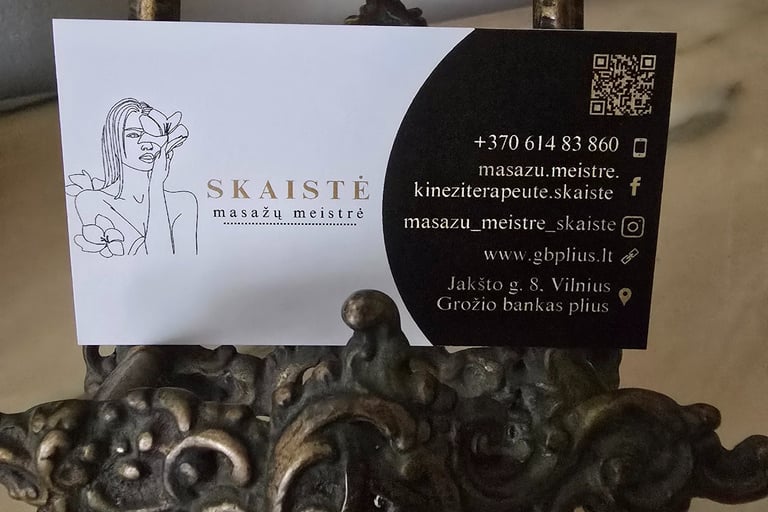 SKAISTĖ
masažų meistrė
+370 614 83 860
masazu.meistre.
kineziterapeute.skaiste
masazu_meistre_skaiste
www.gbplius.lt
Jakšto g. 8, Vilnius
Grožio bankas plius